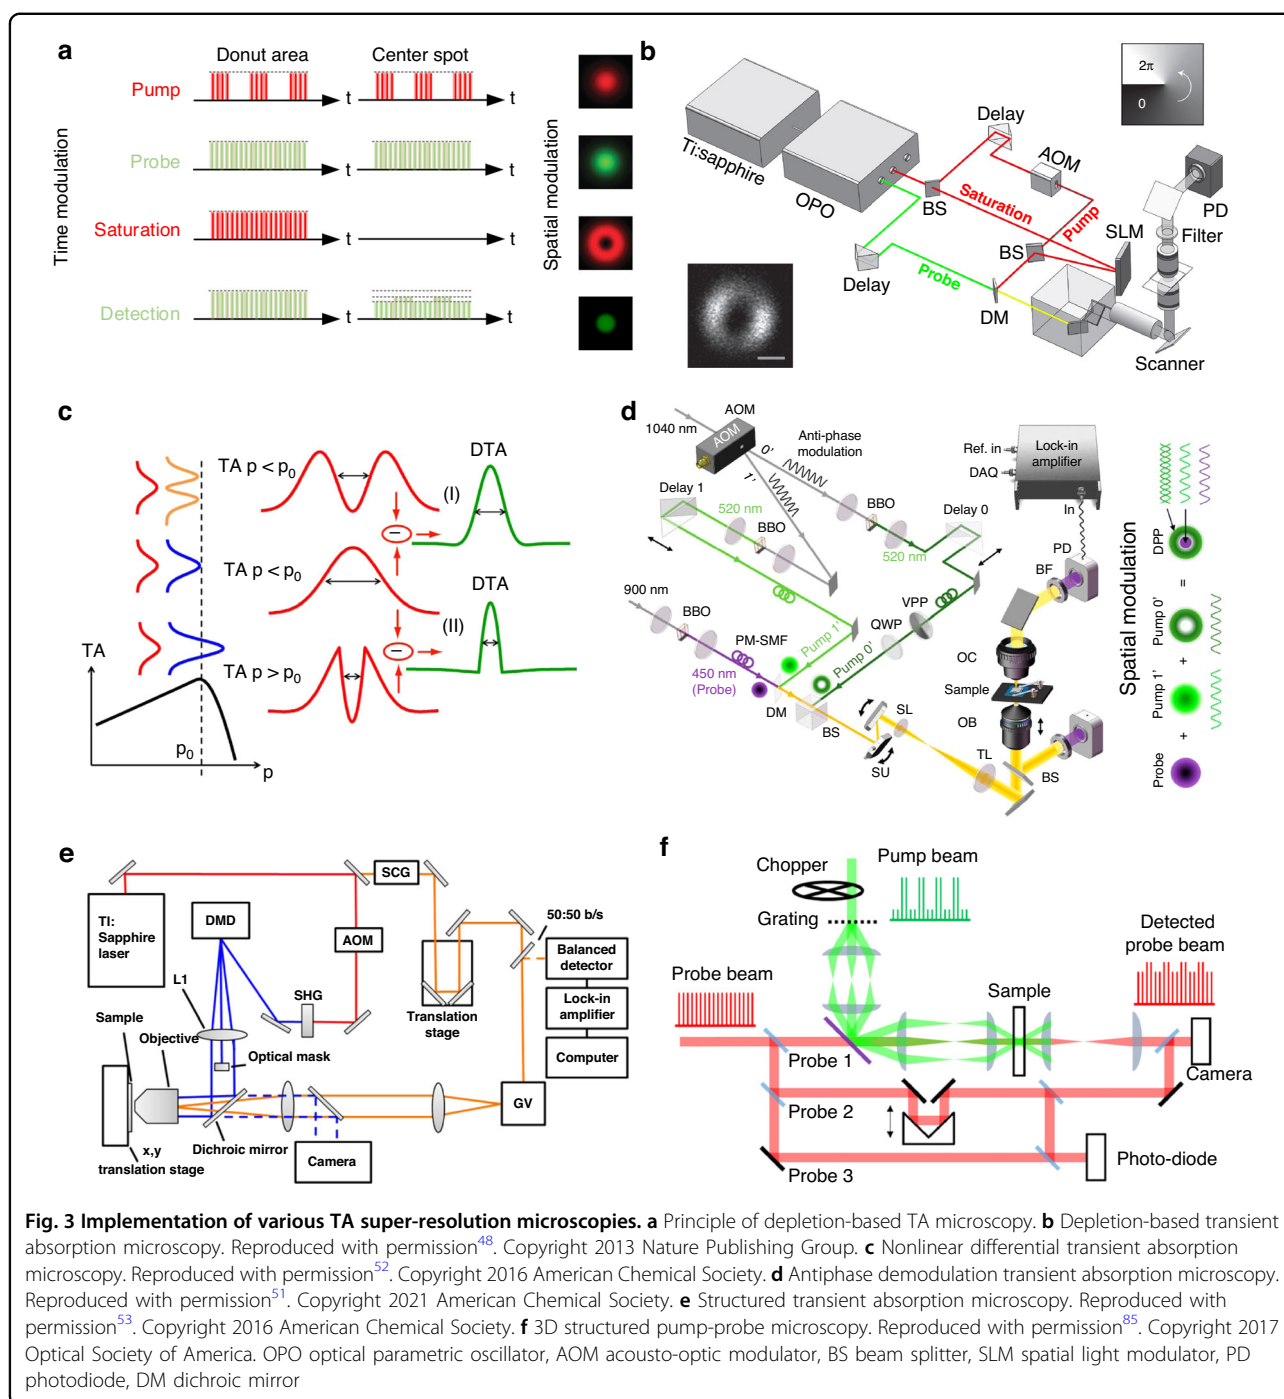 a
Donut area
Center spot
Time modulation
Pump
t
t
Probe
t
t
Saturation
t
t
Detection
t
t
Spatial modulation
b
2π
0
Ti:sapphire
OPO
Delay
AOM
BS
Saturation
Pump
PD
SLM
Filter
BS
Delay
Probe
DM
Scanner
c
TA p < p0
(I)
DTA
TA p < p0
(II)
DTA
TA p > p0
TA
p0
p
d
AOM
1040 nm
AOM
0'
1'
Anti-phase
modulation
Delay 1
520 nm
BBO
BBO
520 nm
Delay 0
900 nm
BBO
PM-SMF
450 nm
(Probe)
Pump 1'
Pump 0'
QWP
VPP
DM
BS
SL
SU
TL
BS
OB
Sample
OC
BF
PD
In
Ref. in
DAQ
Lock-in
amplifier
Spatial modulation
DPP
=
Pump 0'
+
Pump 1'
+
Probe
e
TI:
Sapphire
laser
DMD
AOM
SCG
50:50 b/s
Balanced
detector
Lock-in
amplifier
Computer
L1
SHG
Translation
stage
Sample
Objective
Optical mask
GV
x,y
translation stage
Dichroic mirror
Camera
f
Chopper
Pump beam
Grating
Detected
probe beam
Probe beam
Sample
Probe 1
Camera
Probe 2
Probe 3
Photo-diode
Fig. 3 Implementation of various TA super-resolution microscopies. a Principle of depletion-based TA microscopy. b Depletion-based transient
absorption microscopy. Reproduced with permission48. Copyright 2013 Nature Publishing Group. c Nonlinear differential transient absorption
microscopy. Reproduced with permission52. Copyright 2016 American Chemical Society. d Antiphase demodulation transient absorption microscopy.
Reproduced with permission51. Copyright 2021 American Chemical Society. e Structured transient absorption microscopy. Reproduced with
permission53. Copyright 2016 American Chemical Society. f 3D structured pump-probe microscopy. Reproduced with permission85. Copyright 2017
Optical Society of America. OPO optical parametric oscillator, AOM acousto-optic modulator, BS beam splitter, SLM spatial light modulator, PD
photodiode, DM dichroic mirror